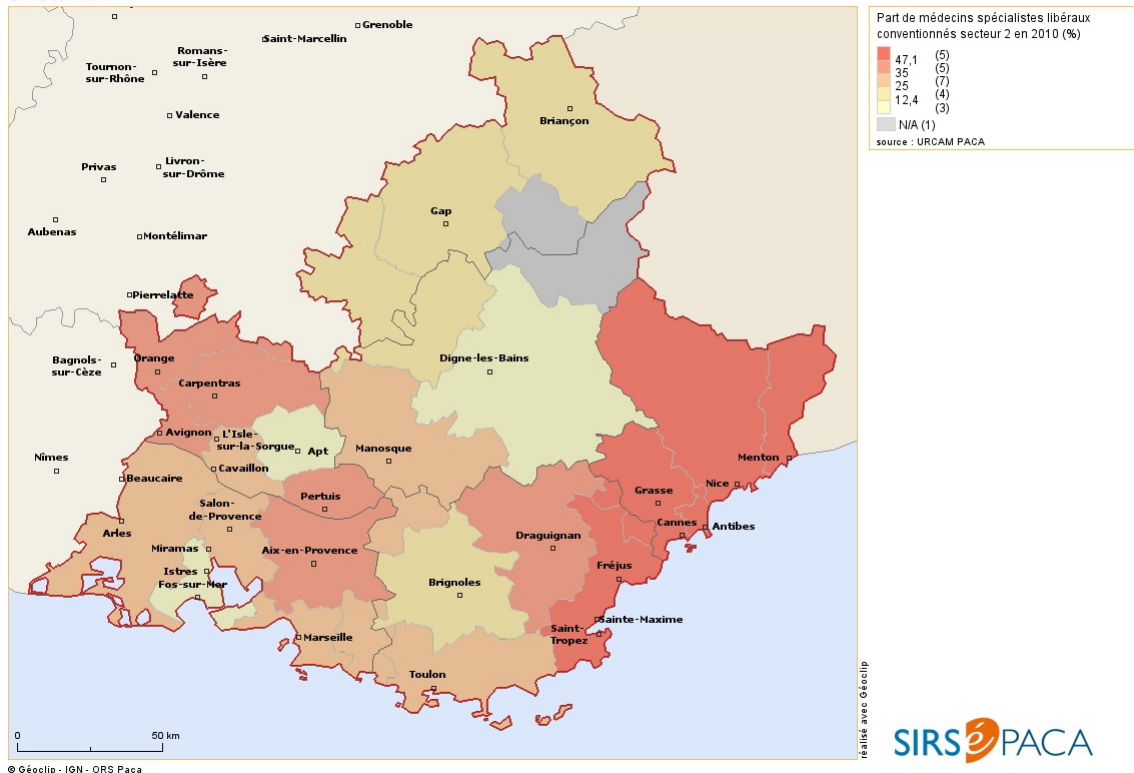 Grenoble
Saint-Marcellin
Romans-
sur-Isère
Tournon-
sur-Rhône
Valence
Briançon
Privas
Livron-
sur-Drôme
Gap
Aubenas
Montélimar
Pierrelatte
Bagnols-
sur-Cèze
Orange
Digne-les-Bains
Carpentras
Avignon
L'Isle-
sur-la-Sorgue
Apt
Manosque
Nîmes
Cavaillon
Menton
Beaucaire
Nice
Grasse
Pertuis
Salon-
de-Provence
Cannes
Antibes
Arles
Draguignan
Miramas
Aix-en-Provence
Istres
Fréjus
Fos-sur-Mer
Brignoles
Sainte-Maxime
Saint-
Tropez
Marseille
Toulon
0 50 km
© Géoclip - IGN - ORS Paca
réalisé avec Géoclip
Part de médecins spécialistes libéraux
conventionnés secteur 2 en 2010 (%)
(5)
47,1
(5)
35
(7)
25
(4)
12,4
(3)
N/A (1)
source : URCAM PACA
SIRSéPACA